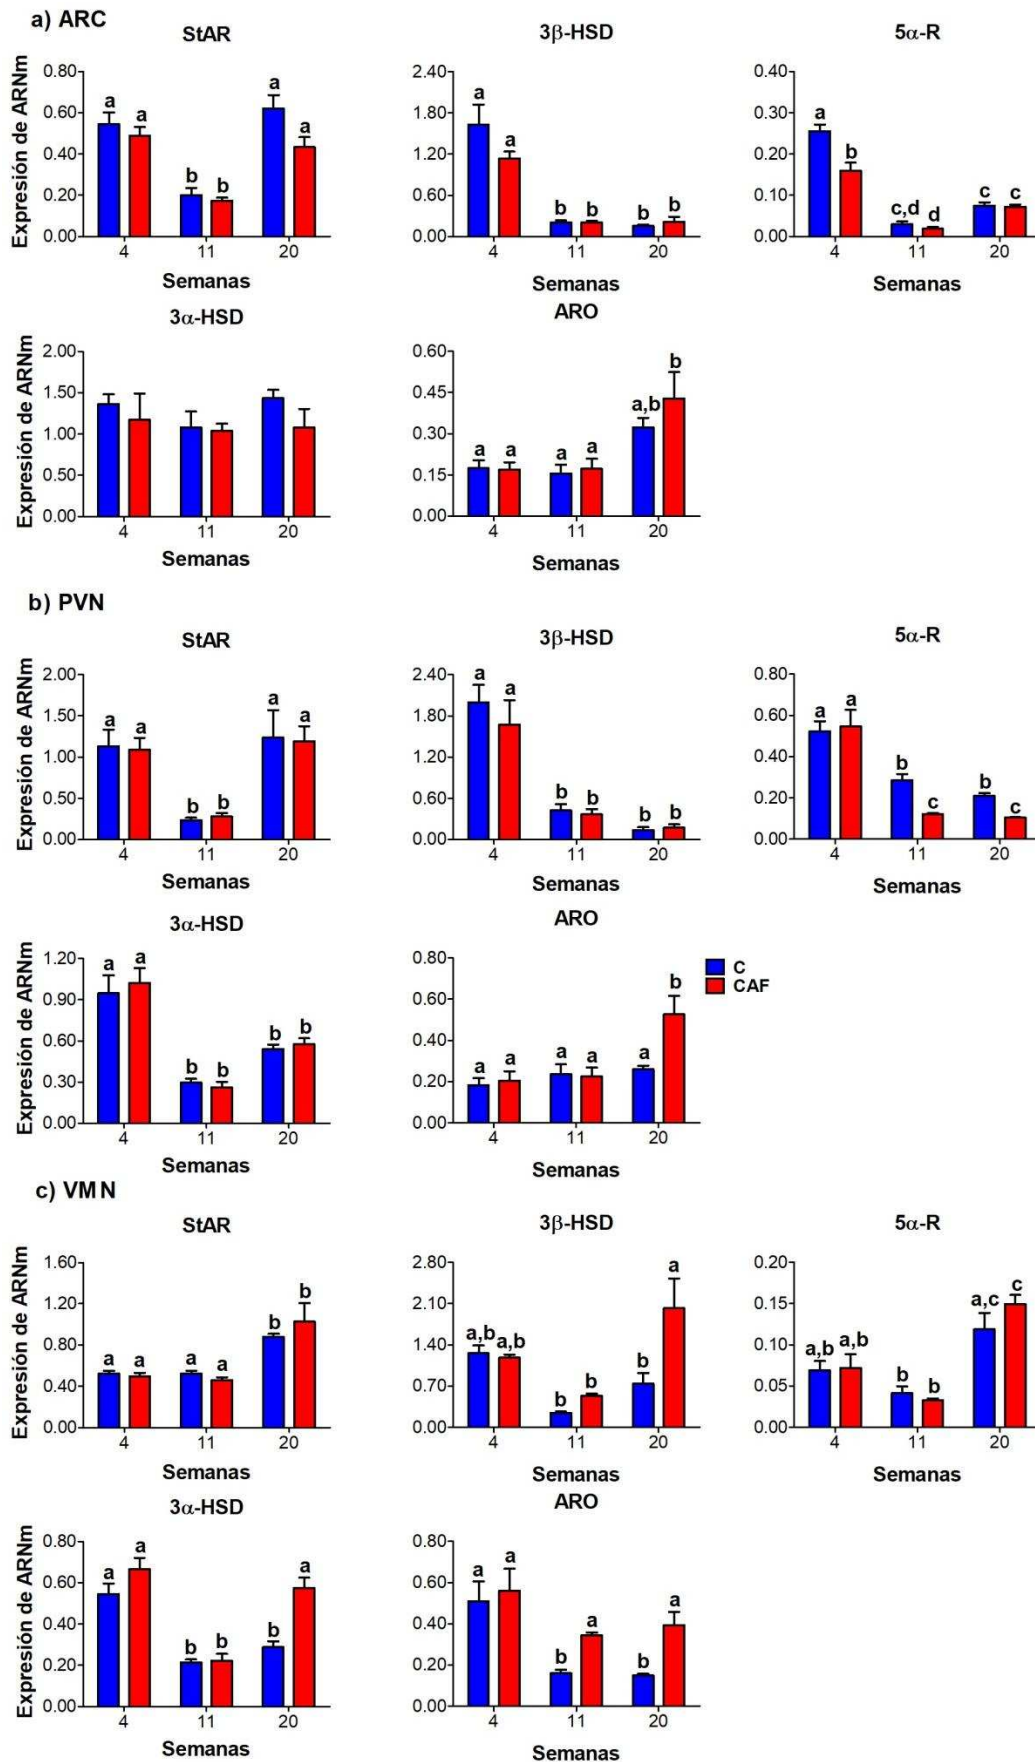 a) ARC
StAR
3β-HSD
5α-R
Expresión de ARNm
0.80
0.60
0.40
0.20
0.00
a a b b a a
4 11 20
Semanas
2.40
1.80
1.20
0.60
0.00
a a b b b b
4 11 20
Semanas
0.40
0.30
0.20
0.10
0.00
a b c,d d c c
4 11 20
Semanas
3α-HSD
ARO
Expresión de ARNm
2.00
1.50
1.00
0.50
0.00
4 11 20
Semanas
0.60
0.45
0.30
0.15
0.00
a a a a a,b b
4 11 20
Semanas
b) PVN
StAR
3β-HSD
5α-R
Expresión de ARNm
2.00
1.50
1.00
0.50
0.00
a a b b a a
4 11 20
Semanas
2.40
1.80
1.20
0.60
0.00
a a b b b b
4 11 20
Semanas
0.80
0.60
0.40
0.20
0.00
a a b c b c
4 11 20
Semanas
3α-HSD
ARO
Expresión de ARNm
1.20
0.90
0.60
0.30
0.00
a a b b b b
4 11 20
Semanas
0.80
0.60
0.40
0.20
0.00
a a a a a b
4 11 20
Semanas
C
CAF
c) VMN
StAR
3β-HSD
5α-R
Expresión de ARNm
1.60
1.20
0.80
0.40
0.00
a a a a b b
4 11 20
Semanas
2.80
2.10
1.40
0.70
0.00
a,b a,b b b b a
4 11 20
Semanas
0.20
0.15
0.10
0.05
0.00
a,b a,b b b a,c c
4 11 20
Semanas
3α-HSD
ARO
Expresión de ARNm
0.80
0.60
0.40
0.20
0.00
a a b b b a
4 11 20
Semanas
0.80
0.60
0.40
0.20
0.00
a a b a b a
4 11 20
Semanas